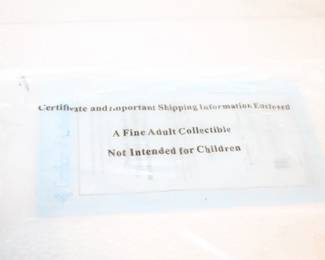 Certificate and Important Shipping Information Enclosed
A Fine Adult Collectible
Not Intended for Children